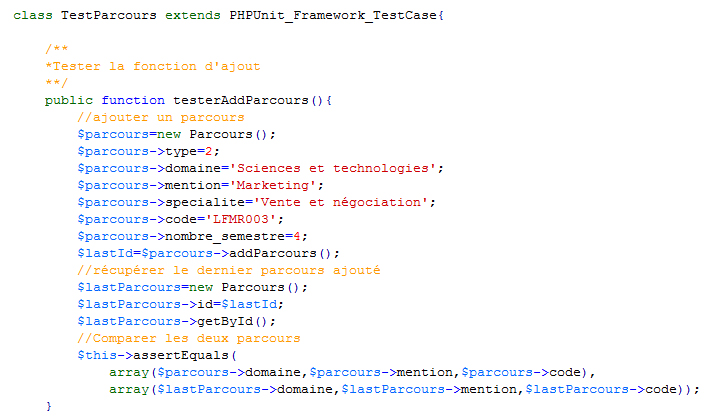 class TestParcours extends PHPUnit_Framework_TestCase{
/**
*Tester la fonction d'ajout
**/
public function testerAddParcours(){
//ajouter un parcours
$parcours=new Parcours();
$parcours->type=2;
$parcours->domaine='Sciences et technologies';
$parcours->mention='Marketing';
$parcours->specialite='Vente et négociation';
$parcours->code='LFMR003';
$parcours->nombre_semestre=4;
$lastId=$parcours->addParcours();
//récupérer le dernier parcours ajouté
$lastParcours=new Parcours();
$lastParcours->id=$lastId;
$lastParcours->getById();
//Comparer les deux parcours
$this->assertEquals(
array($parcours->domaine,$parcours->mention,$parcours->code),
array($lastParcours->domaine,$lastParcours->mention,$lastParcours->code));
}